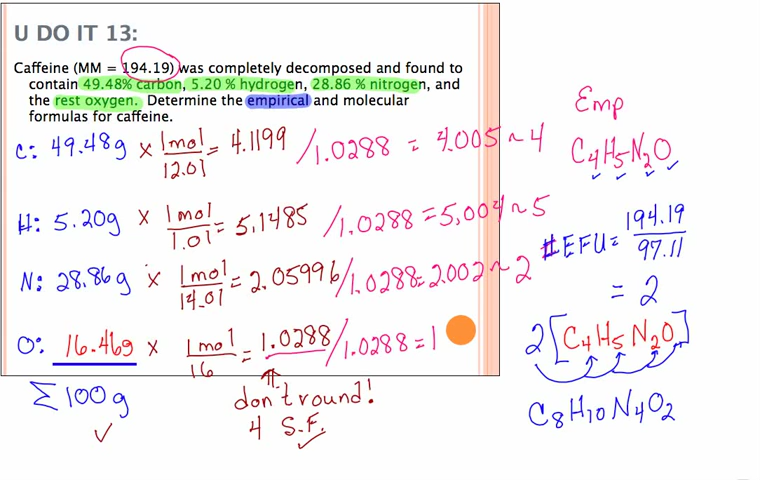 U DO IT 13:
Caffeine (MM = 194.19) was completely decomposed and found to
contain 49.48% carbon, 5.20 % hydrogen, 28.86 % nitrogen, and
the rest oxygen. Determine the empirical and molecular
formulas for caffeine.
C: 49.48g × 1mol/12.01 = 4.1199 /1.0288 = 4.005 ~ 4
H: 5.20g × 1mol/1.01 = 5.1485 /1.0288 = 5.004 ~ 5
N: 28.86g × 1mol/14.01 = 2.05996 /1.0288 = 2.002 ~ 2
O: 16.46g × 1mol/16 = 1.0288 /1.0288 = 1
Σ 100g
✓
don't round!
4 S.F.
Emp
C4H5N2O
#EFU = 194.19/97.11
= 2
2[C4H5N2O]
C8H10N4O2